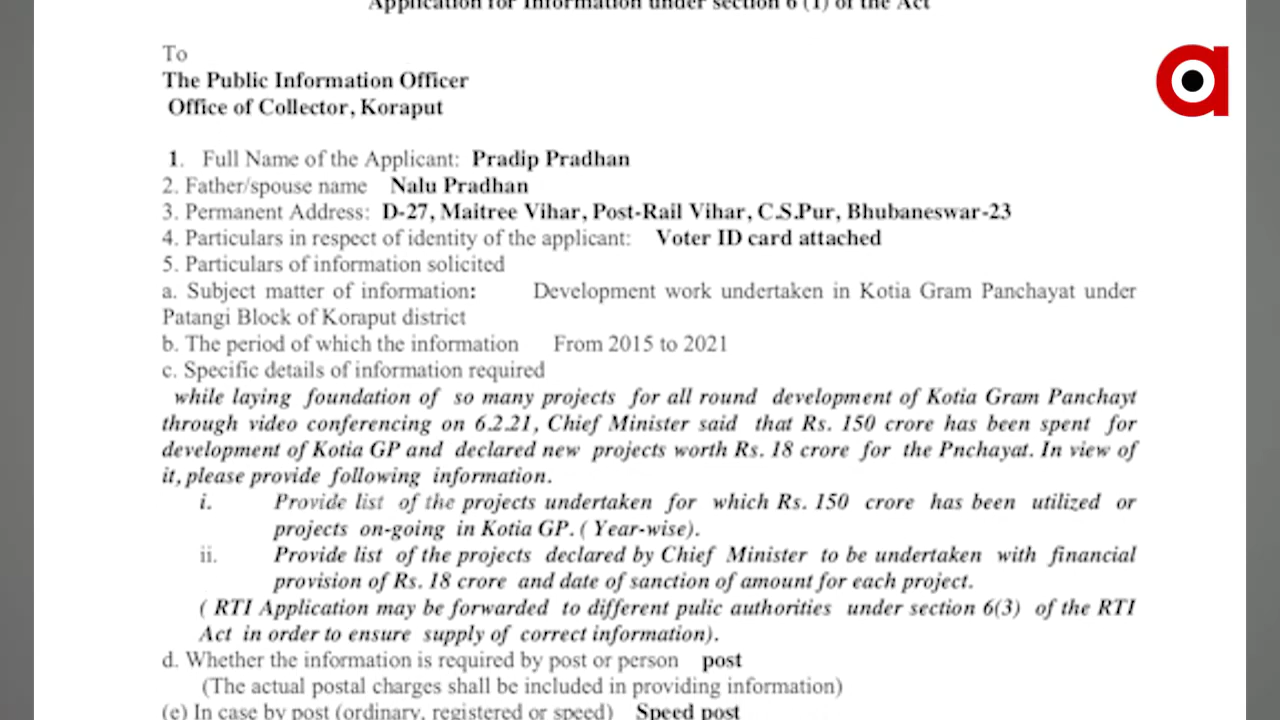 Application for Information under section 6 (1) of the Act
To
The Public Information Officer
Office of Collector, Koraput
1. Full Name of the Applicant: Pradip Pradhan
2. Father/spouse name Nalu Pradhan
3. Permanent Address: D-27, Maitree Vihar, Post-Rail Vihar, C.S.Pur, Bhubaneswar-23
4. Particulars in respect of identity of the applicant: Voter ID card attached
5. Particulars of information solicited
a. Subject matter of information: Development work undertaken in Kotia Gram Panchayat under
Patangi Block of Koraput district
b. The period of which the information From 2015 to 2021
c. Specific details of information required
while laying foundation of so many projects for all round development of Kotia Gram Panchayt
through video conferencing on 6.2.21, Chief Minister said that Rs. 150 crore has been spent for
development of Kotia GP and declared new projects worth Rs. 18 crore for the Pnchayat. In view of
it, please provide following information.
i. Provide list of the projects undertaken for which Rs. 150 crore has been utilized or
projects on-going in Kotia GP. ( Year-wise).
ii. Provide list of the projects declared by Chief Minister to be undertaken with financial
provision of Rs. 18 crore and date of sanction of amount for each project.
( RTI Application may be forwarded to different pulic authorities under section 6(3) of the RTI
Act in order to ensure supply of correct information).
d. Whether the information is required by post or person post
(The actual postal charges shall be included in providing information)
(e) In case by post (ordinary, registered or speed) Speed post